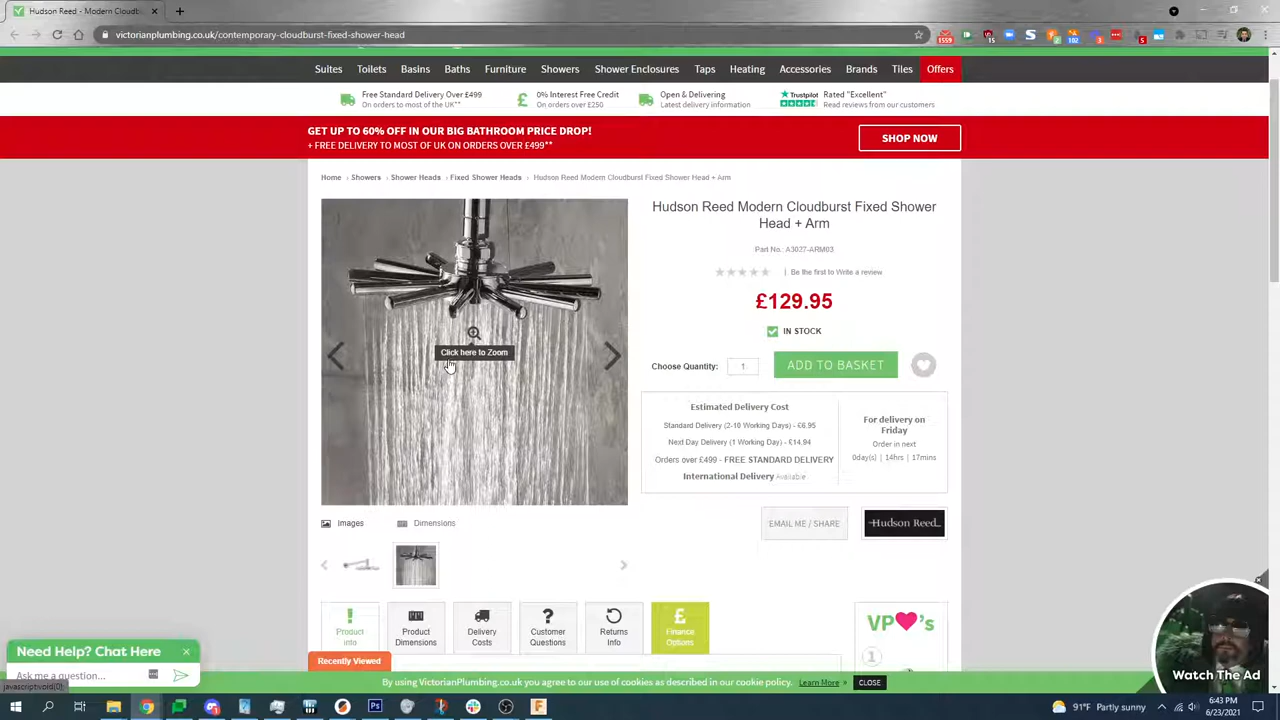 Hudson Reed - Modern Cloudburst
victorianplumbing.co.uk/contemporary-cloudburst-fixed-shower-head
Suites Toilets Basins Baths Furniture Showers Shower Enclosures Taps Heating Accessories Brands Tiles Offers
Free Standard Delivery Over £499
On orders to most of the UK**
0% Interest Free Credit
On orders over £250
Open & Delivering
Latest delivery information
Trustpilot
Rated "Excellent"
Read reviews from our customers
GET UP TO 60% OFF IN OUR BIG BATHROOM PRICE DROP!
+ FREE DELIVERY TO MOST OF UK ON ORDERS OVER £499**
SHOP NOW
Home › Showers › Shower Heads › Fixed Shower Heads › Hudson Reed Modern Cloudburst Fixed Shower Head + Arm
Hudson Reed Modern Cloudburst Fixed Shower
Head + Arm
Part No.: A3027-ARM03
| Be the first to Write a review
£129.95
IN STOCK
Click here to Zoom
Choose Quantity: 1 ADD TO BASKET
Estimated Delivery Cost
Standard Delivery (2-10 Working Days) - £6.95
Next Day Delivery (1 Working Day) - £14.94
Orders over £499 - FREE STANDARD DELIVERY
International Delivery Available
For delivery on
Friday
Order in next
0day(s) | 14hrs | 17mins
Images Dimensions
EMAIL ME / SHARE
Hudson Reed
Product
Info
Product
Dimensions
Delivery
Costs
Customer
Questions
Returns
Info
Finance
Options
VP 's
1
Need Help? Chat Here
Ask me a question...
Recently Viewed
javascript:void(0);
By using VictorianPlumbing.co.uk you agree to our use of cookies as described in our cookie policy. Learn More » CLOSE
Watch The Ad
91°F Partly sunny
6:43 PM
6/23/2021